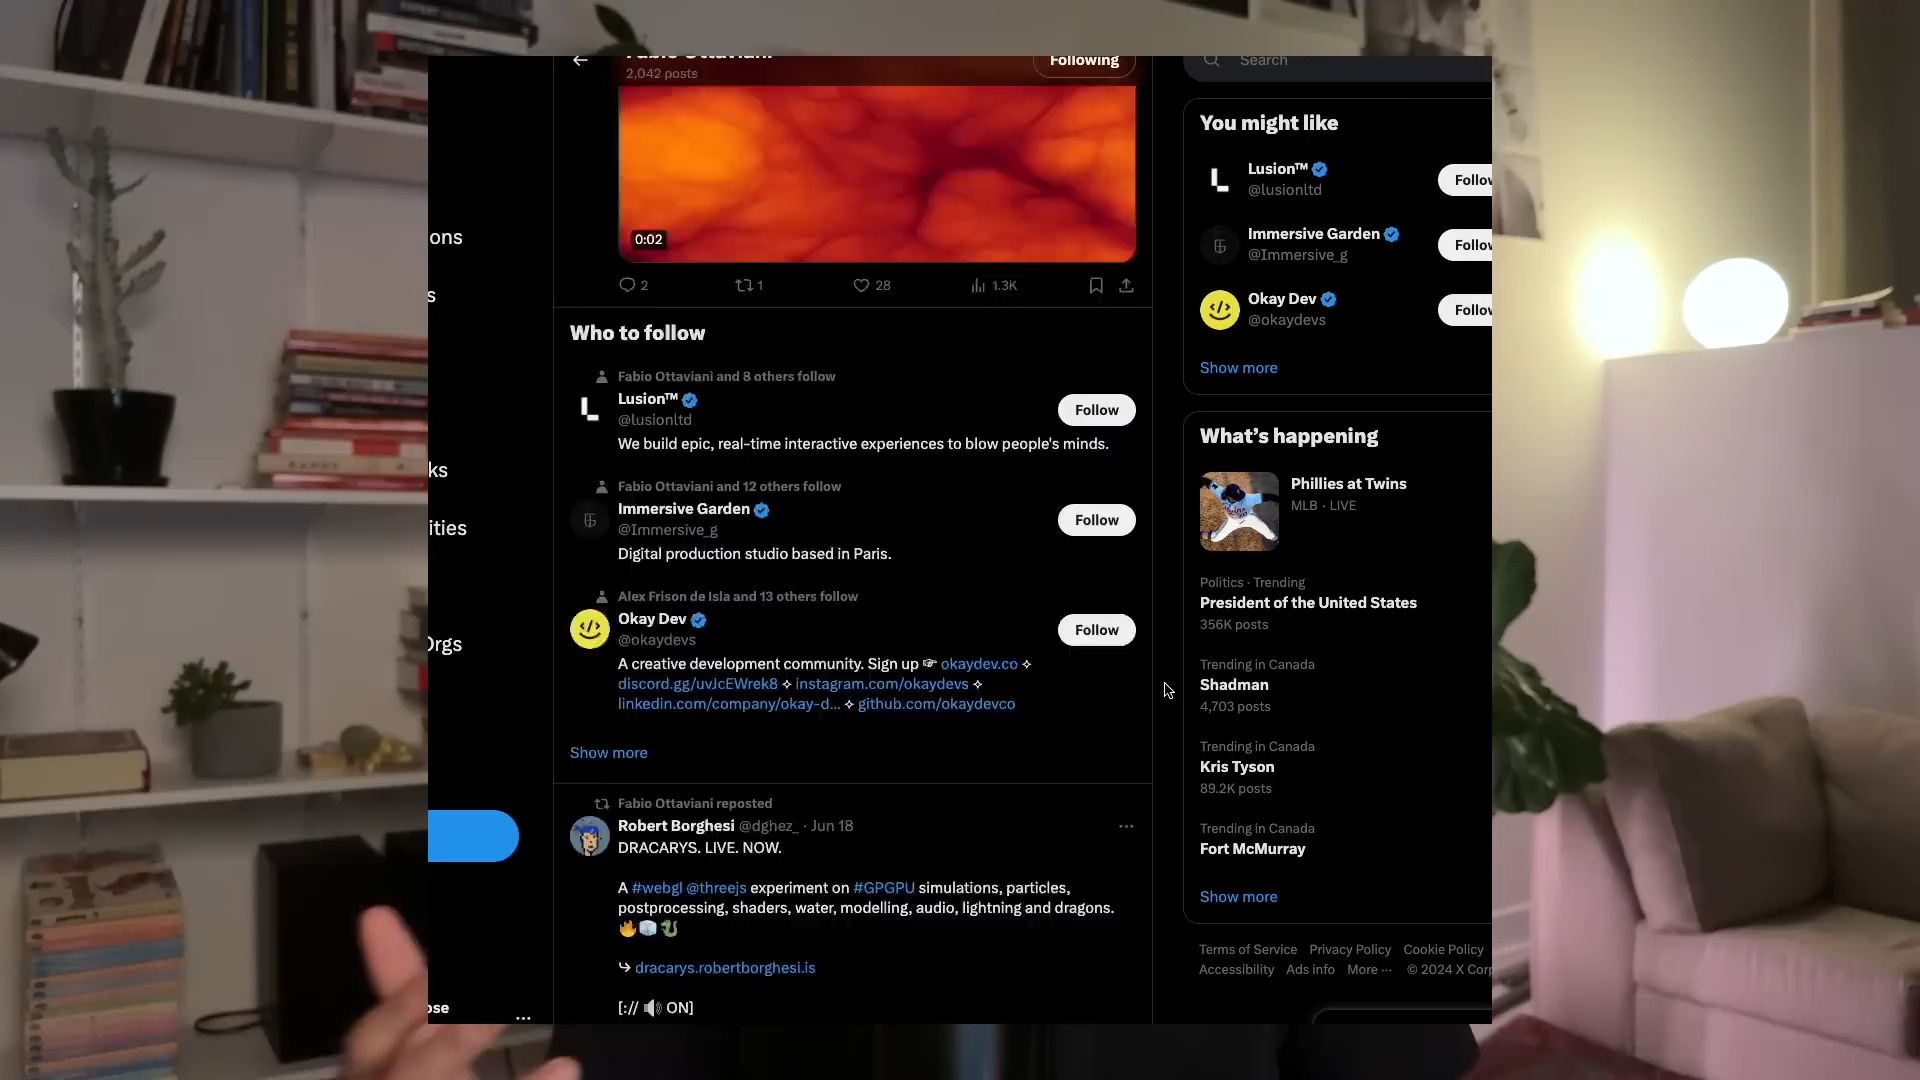 2,042 posts
Following
0:02
2
1
28
1.3K
Who to follow
Fabio Ottaviani and 8 others follow
Lusion™
@lusionltd
Follow
We build epic, real-time interactive experiences to blow people's minds.
Fabio Ottaviani and 12 others follow
Immersive Garden
@Immersive_g
Follow
Digital production studio based in Paris.
Alex Frison de Isla and 13 others follow
Okay Dev
@okaydevs
Follow
A creative development community. Sign up ☞ okaydev.co ✧
discord.gg/uvJcEWrek8 ✧ instagram.com/okaydevs ✧
linkedin.com/company/okay-d... ✧ github.com/okaydevco
Show more
Fabio Ottaviani reposted
Robert Borghesi @dghez_ · Jun 18
DRACARYS. LIVE. NOW.
A #webgl @threejs experiment on #GPGPU simulations, particles,
postprocessing, shaders, water, modelling, audio, lightning and dragons.
🔥🧊🐉
↪ dracarys.robertborghesi.is
[:// 🔊 ON]
ons
s
ks
ities
Orgs
ose
Search
You might like
Lusion™
@lusionltd
Follow
Immersive Garden
@Immersive_g
Follow
Okay Dev
@okaydevs
Follow
Show more
What's happening
Phillies at Twins
MLB · LIVE
Politics · Trending
President of the United States
356K posts
Trending in Canada
Shadman
4,703 posts
Trending in Canada
Kris Tyson
89.2K posts
Trending in Canada
Fort McMurray
Show more
Terms of Service Privacy Policy Cookie Policy
Accessibility Ads info More ··· © 2024 X Corp